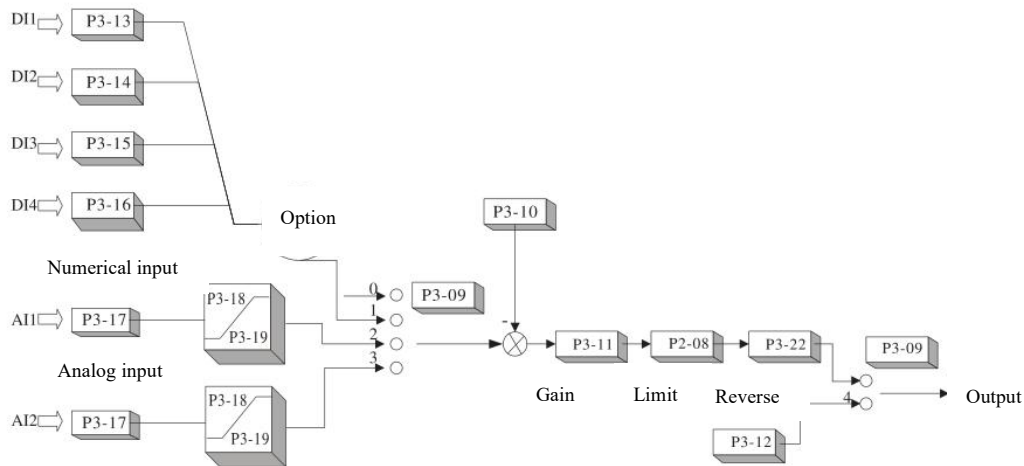 DI1 P3-13
DI2 P3-14
DI3 P3-15
DI4 P3-16
Option
P3-10
Numerical input
0
P3-09
P3-18
P3-19
1
AI1 P3-17
2
-
P3-11
P2-08
P3-22
P3-09
3
Analog input
Gain
Limit
Reverse
4
Output
P3-18
P3-19
AI2 P3-17
P3-12